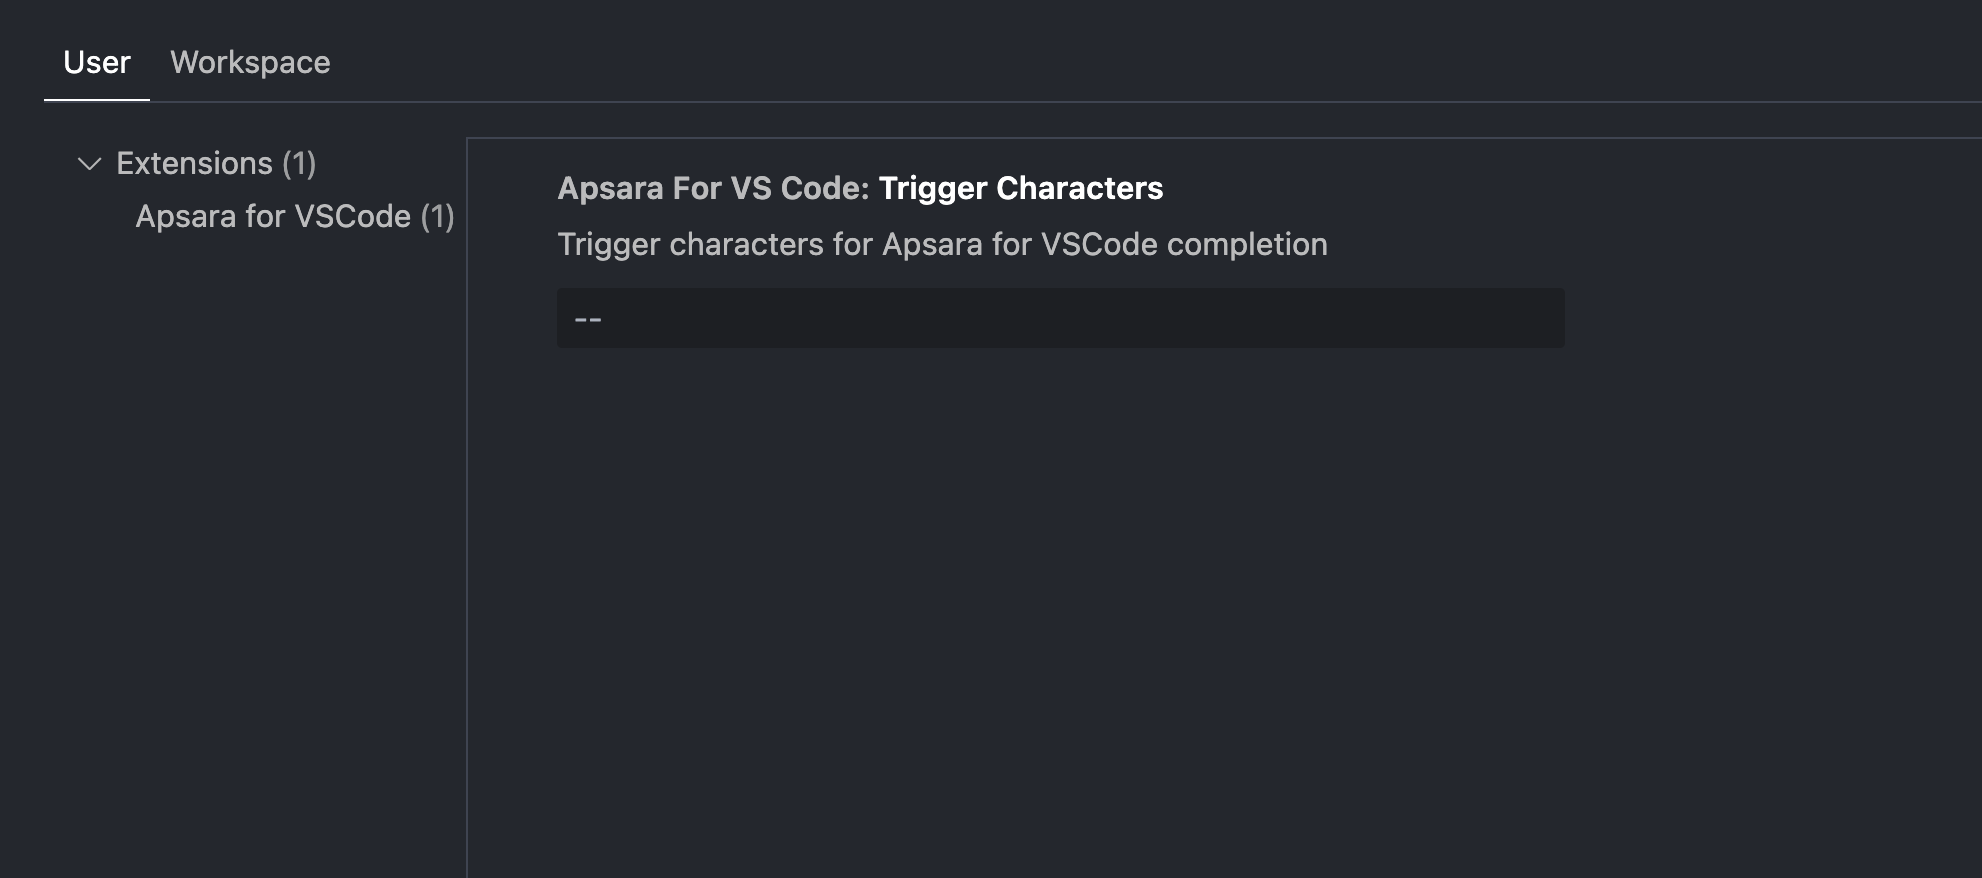 User Workspace
Extensions (1)
Apsara for VSCode (1)
Apsara For VS Code: Trigger Characters
Trigger characters for Apsara for VSCode completion
--